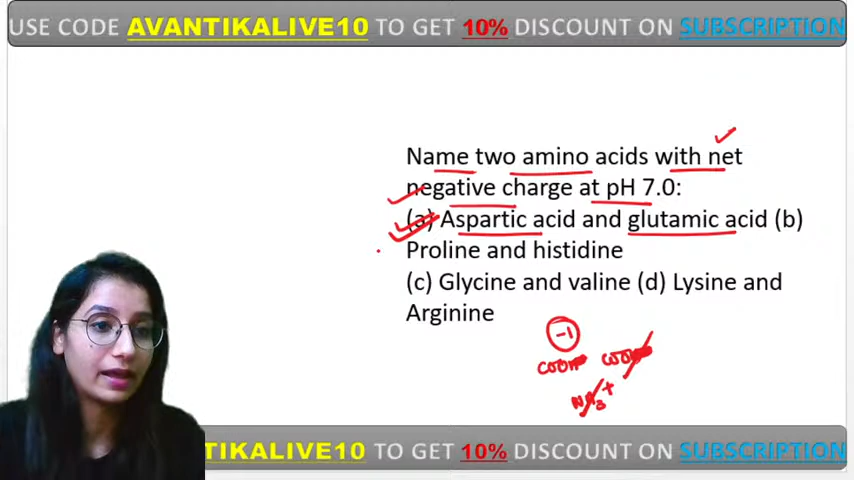 USE CODE AVANTIKALIVE10 TO GET 10% DISCOUNT ON SUBSCRIPTION
Name two amino acids with net
negative charge at pH 7.0:
(a) Aspartic acid and glutamic acid (b)
Proline and histidine
(c) Glycine and valine (d) Lysine and
Arginine
-1
NH3+
TIKALIVE10 TO GET 10% DISCOUNT ON SUBSCRIPTION